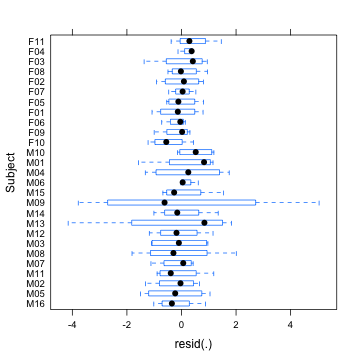 F11
F04
F03
F08
F02
F07
F05
F01
F06
F09
F10
M10
M01
M04
M06
M15
M09
M14
M13
M12
M03
M08
M07
M11
M02
M05
M16
Subject
-4 -2 0 2 4
resid(.)